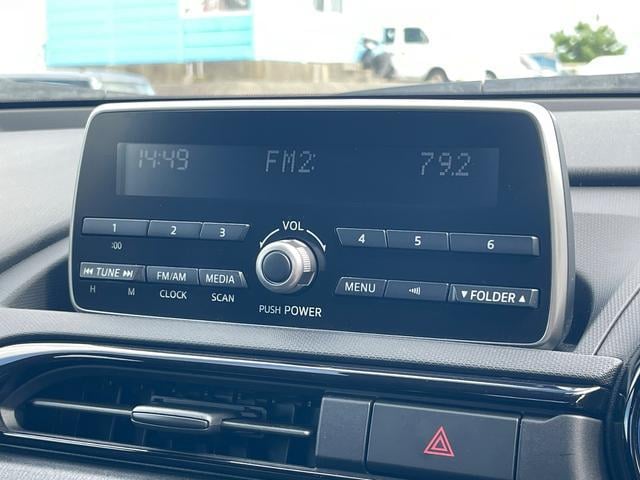 14:49 FM2: 79.2
VOL
1 2 3 4 5 6
:00
TUNE FM/AM MEDIA MENU FOLDER
H M CLOCK SCAN
PUSH POWER